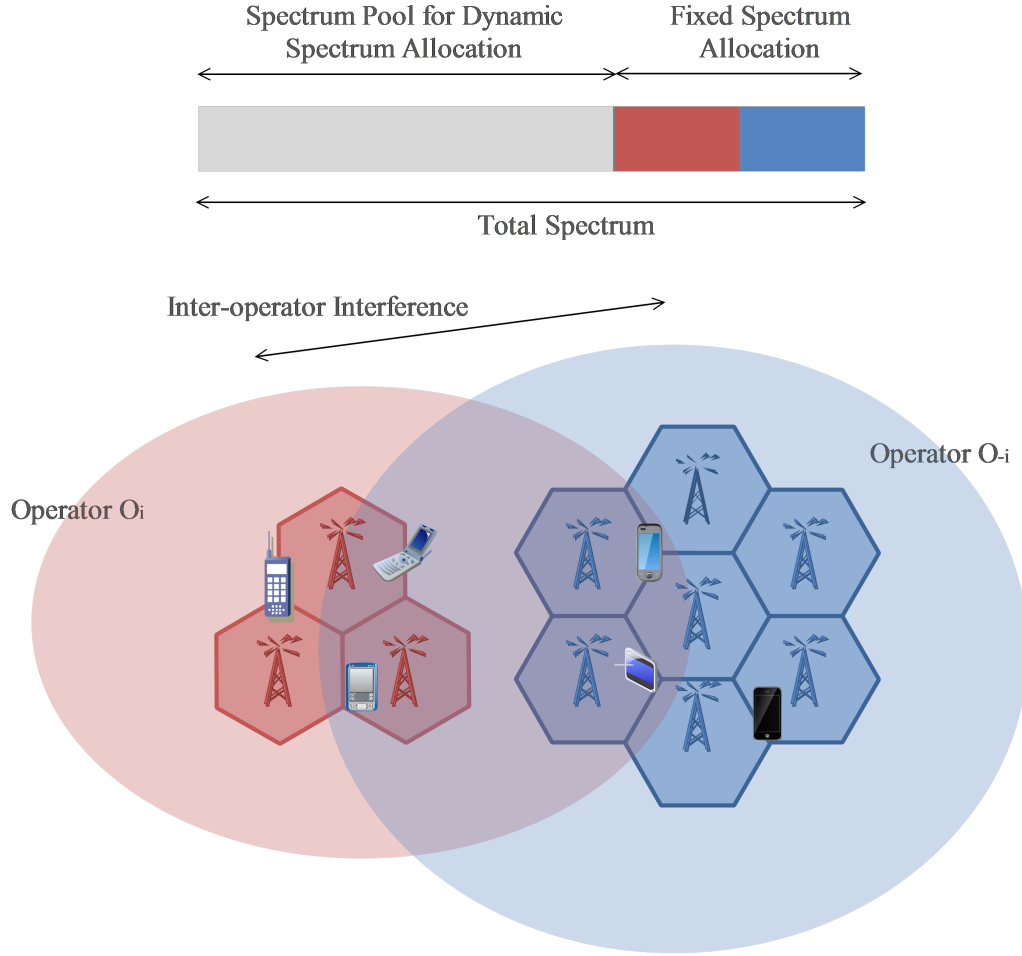 Spectrum Pool for Dynamic
Spectrum Allocation
Fixed Spectrum
Allocation
Total Spectrum
Inter-operator Interference
Operator O-i
Operator Oi